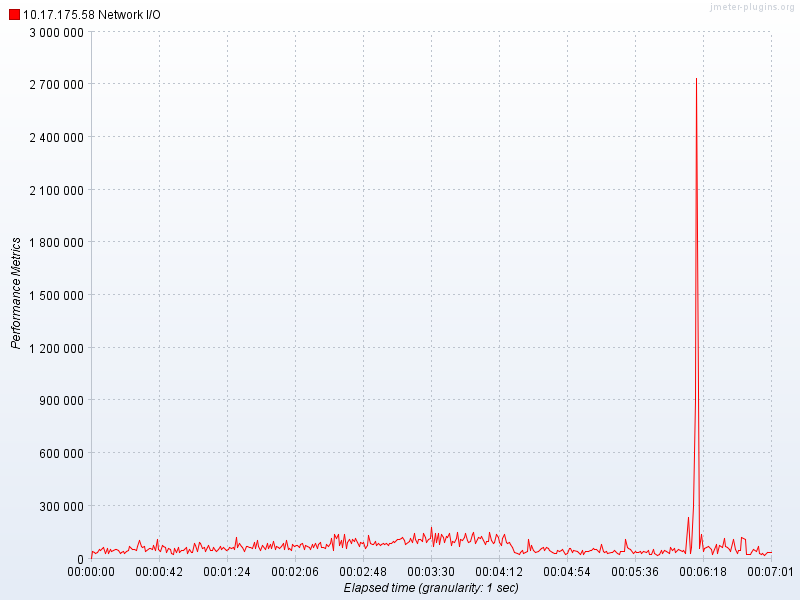 jmeter-plugins.org
10.17.175.58 Network I/O
3 000 000
2 700 000
2 400 000
2 100 000
1 800 000
1 500 000
1 200 000
900 000
600 000
300 000
0
Performance Metrics
00:00:00 00:00:42 00:01:24 00:02:06 00:02:48 00:03:30 00:04:12 00:04:54 00:05:36 00:06:18 00:07:01
Elapsed time (granularity: 1 sec)